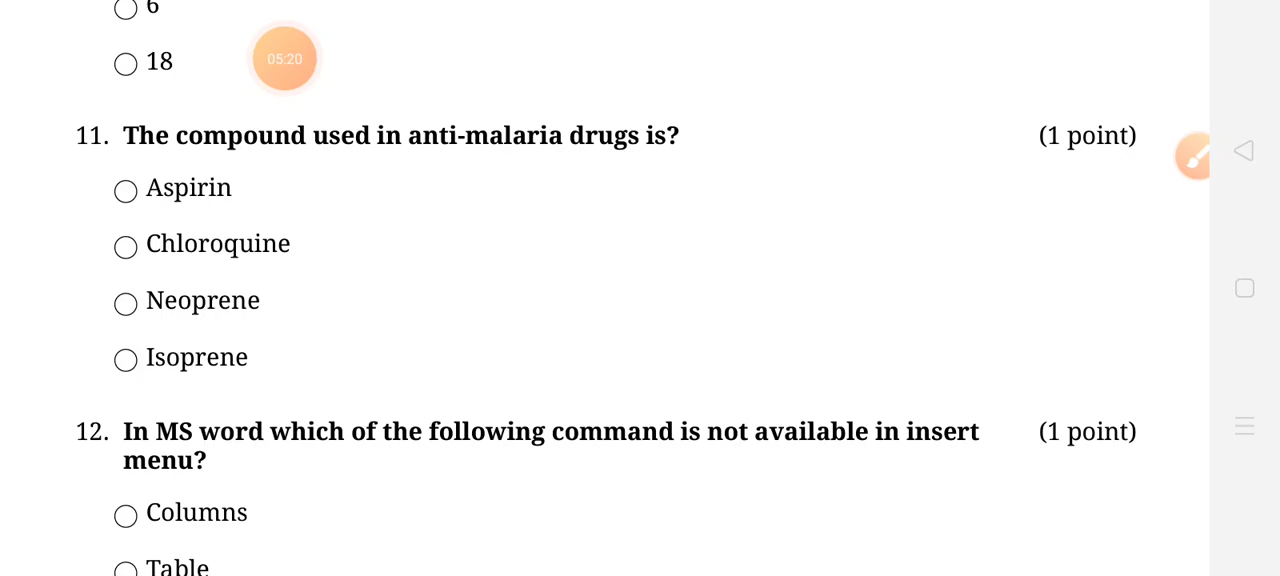 6
18
05:20
11. The compound used in anti-malaria drugs is? (1 point)
Aspirin
Chloroquine
Neoprene
Isoprene
12. In MS word which of the following command is not available in insert (1 point)
menu?
Columns
Table